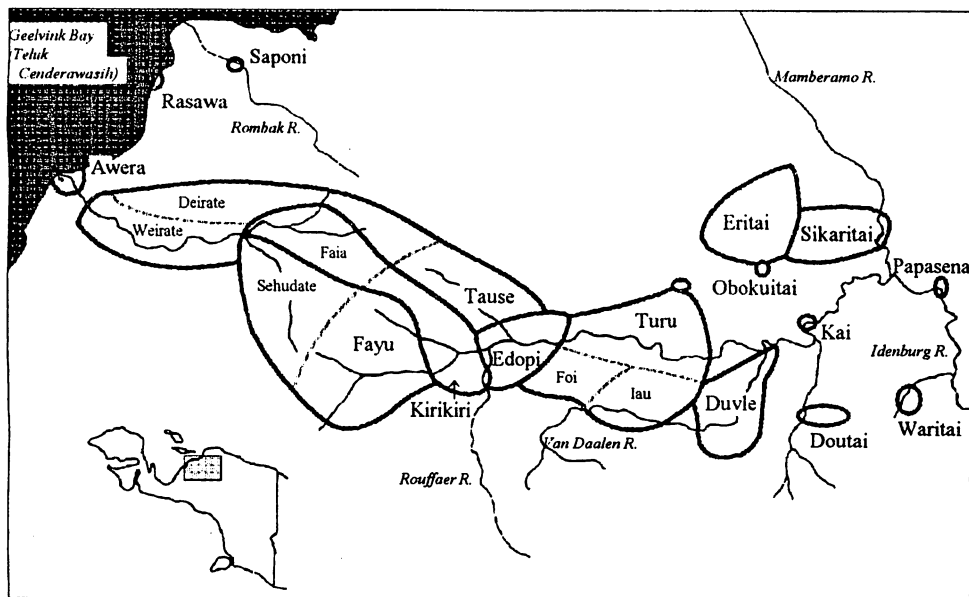 Geelvink Bay
(Teluk
Cenderawasih)
Saponi
Mamberamo R.
Rasawa
Rombak R.
Awera
Deirate
Weirate
Eritai
Sikaritai
Faia
Sehudate
Papasena
Obokuitai
Tause
Turu
Kai
Fayu
Edopi
Idenburg R.
Foi
Iau
Kirikiri
Duvle
Waritai
Doutai
Van Daalen R.
Rouffaer R.